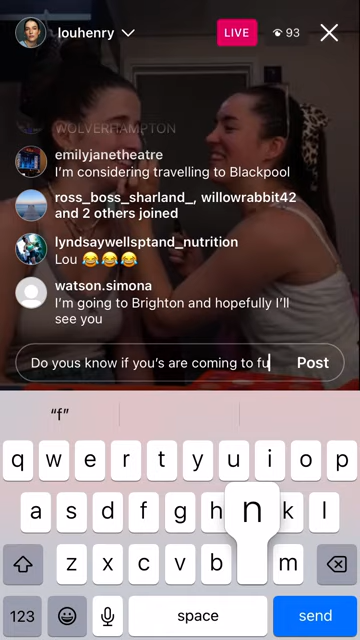 louhenry
LIVE
93
WOLVERHAMPTON
emilyjanetheatre
I'm considering travelling to Blackpool
ross_boss_sharland_, willowrabbit42
and 2 others joined
lyndsaywellsptand_nutrition
Lou 😂😂😂
watson.simona
I'm going to Brighton and hopefully I'll
see you
Do yous know if you's are coming to fu
Post
“f”
q w e r t y u i o p
a s d f g h n k l
z x c v b m
123 space send